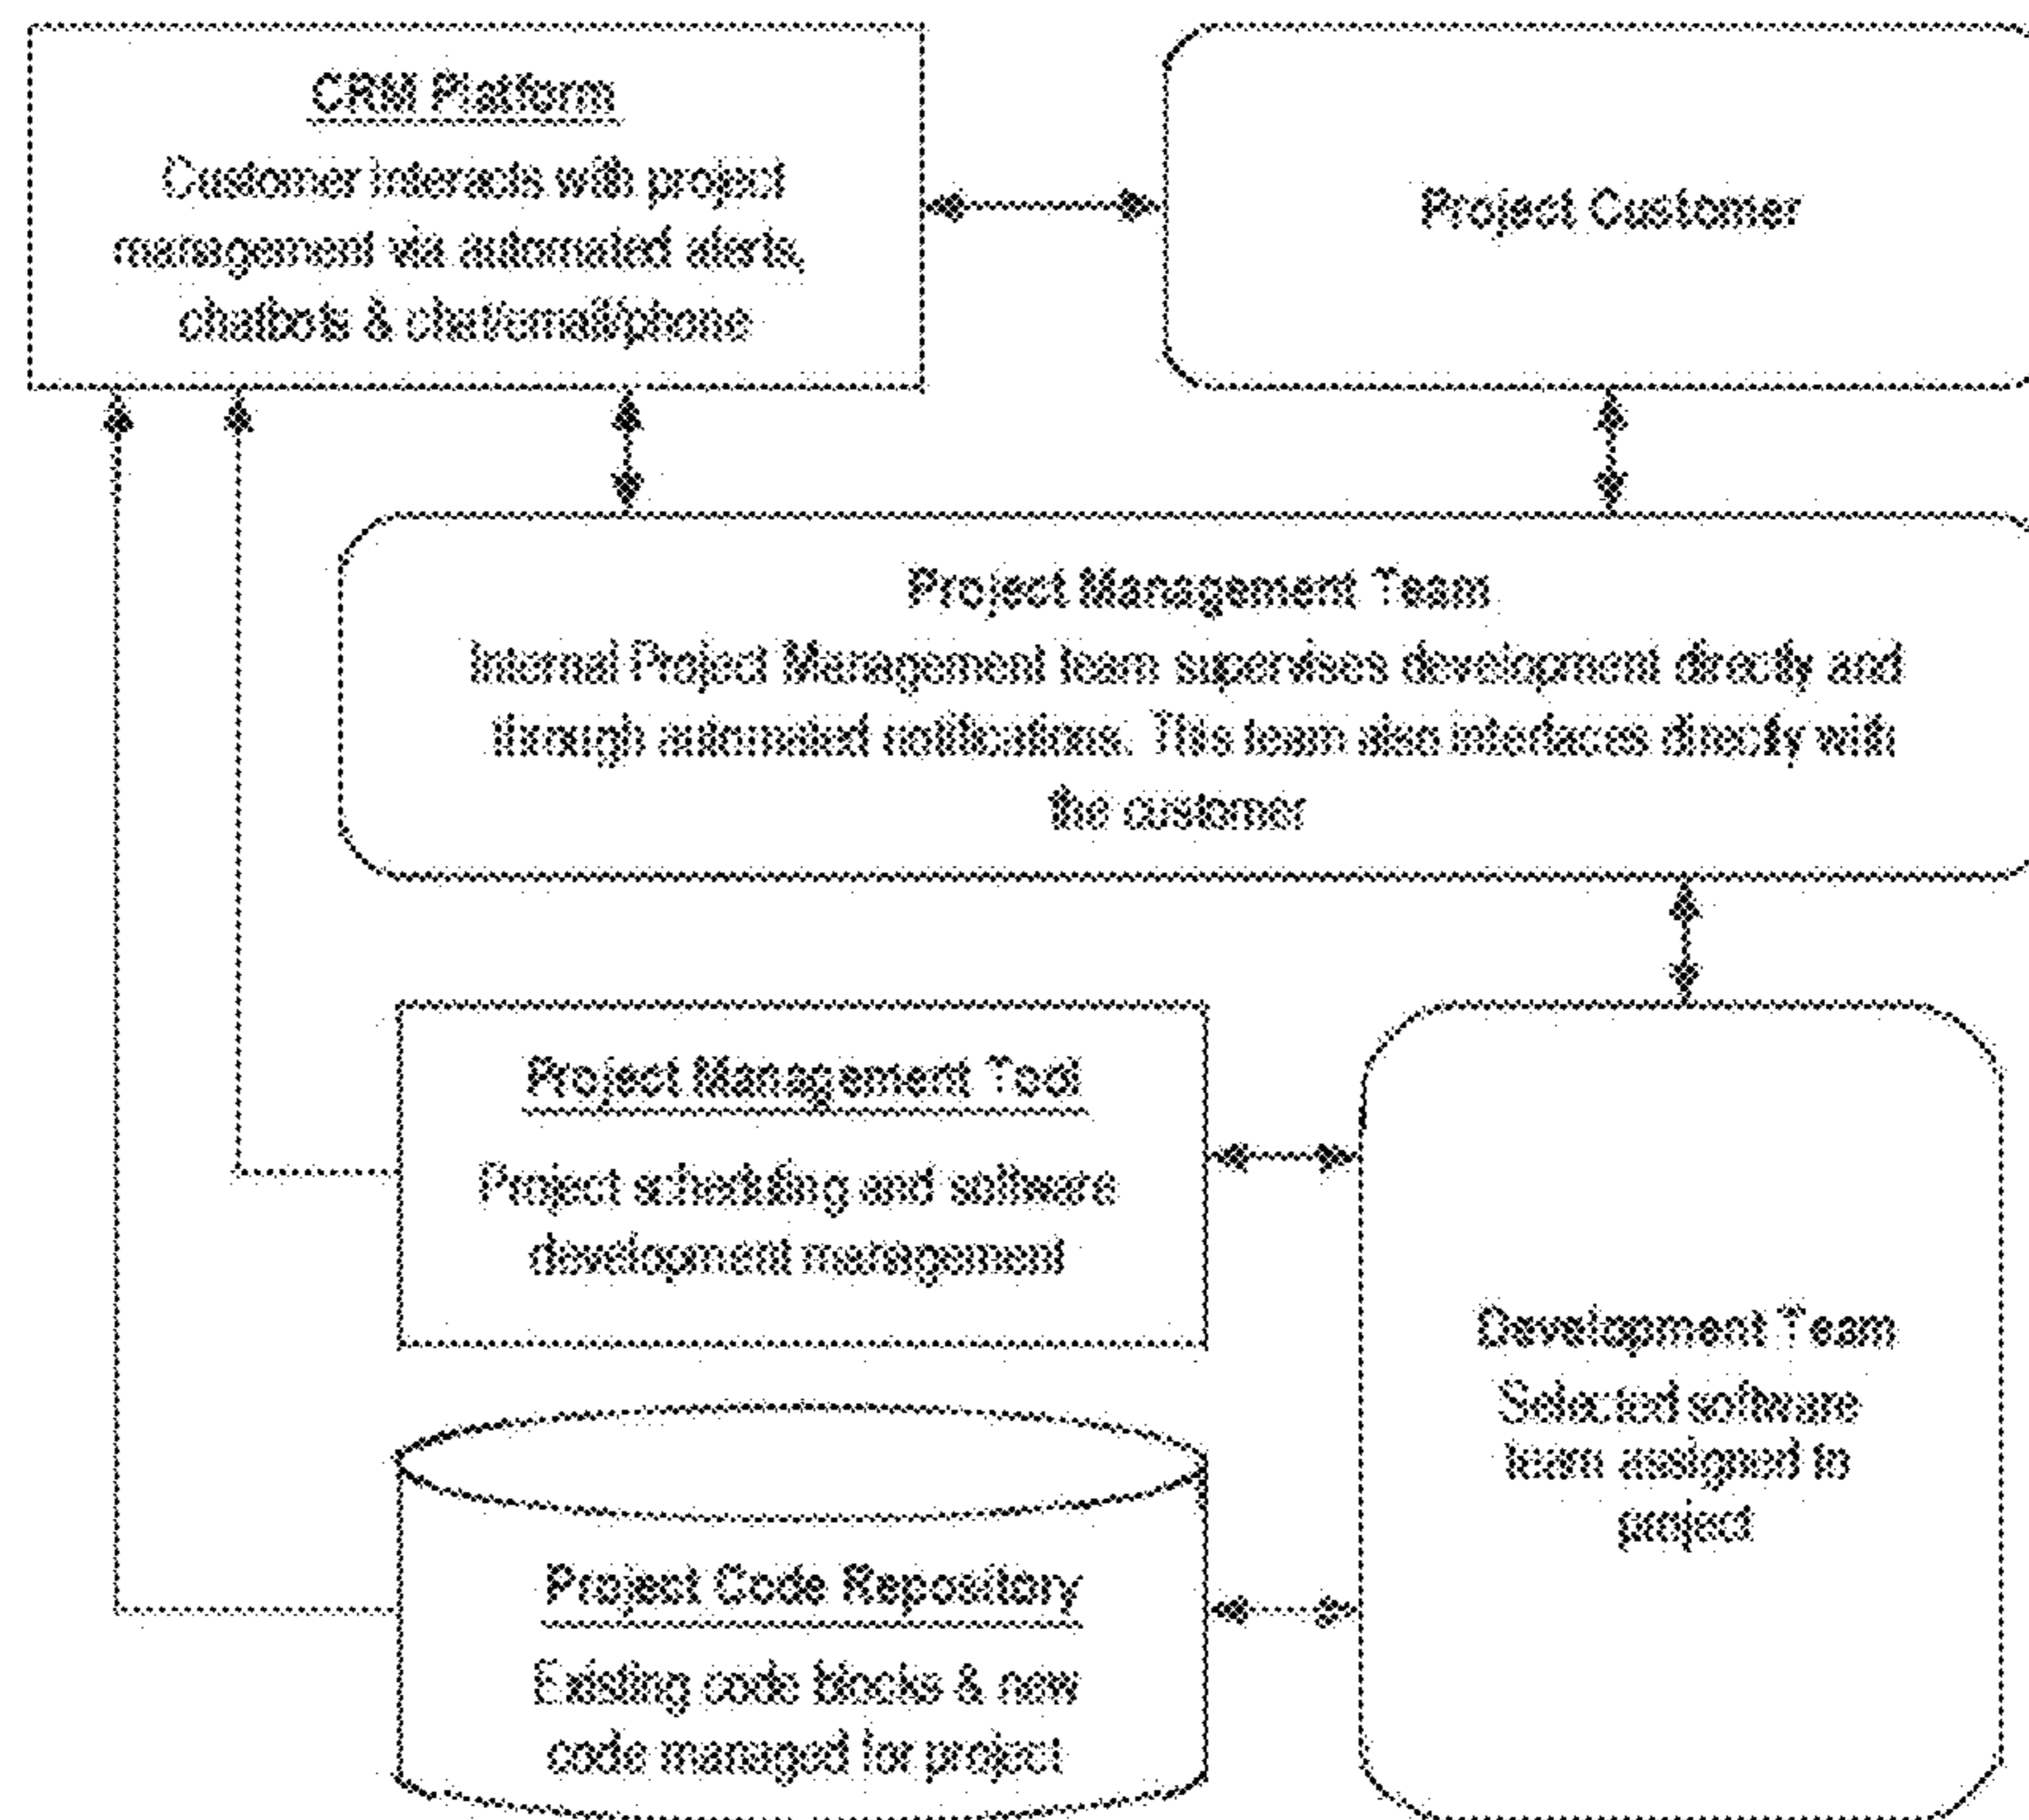 CRM Platform
Customer interacts with project
management via automated alerts,
chatbots & chat/email/phone
Project Customer
Project Management Team
Internal Project Management team supervises development directly and
through automated notifications. This team also interfaces directly with
the customer
Project Management Tool
Project scheduling and software
development management
Development Team
Selected software
team assigned to
project
Project Code Repository
Existing code blocks & new
code managed for project